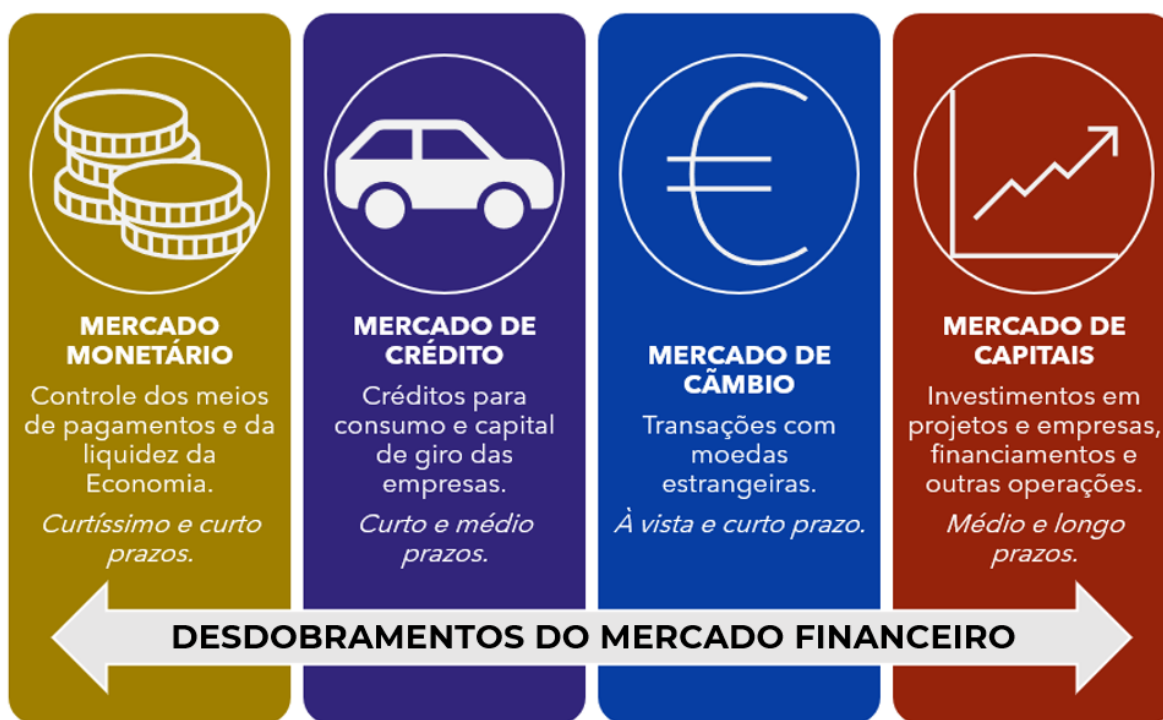 MERCADO
MONETÁRIO
Controle dos meios
de pagamentos e da
liquidez da
Economia.
Curtíssimo e curto
prazos.
MERCADO DE
CRÉDITO
Créditos para
consumo e capital
de giro das
empresas.
Curto e médio
prazos.
MERCADO DE
CÃMBIO
Transações com
moedas
estrangeiras.
À vista e curto prazo.
MERCADO DE
CAPITAIS
Investimentos em
projetos e empresas,
financiamentos e
outras operações.
Médio e longo
prazos.
DESDOBRAMENTOS DO MERCADO FINANCEIRO